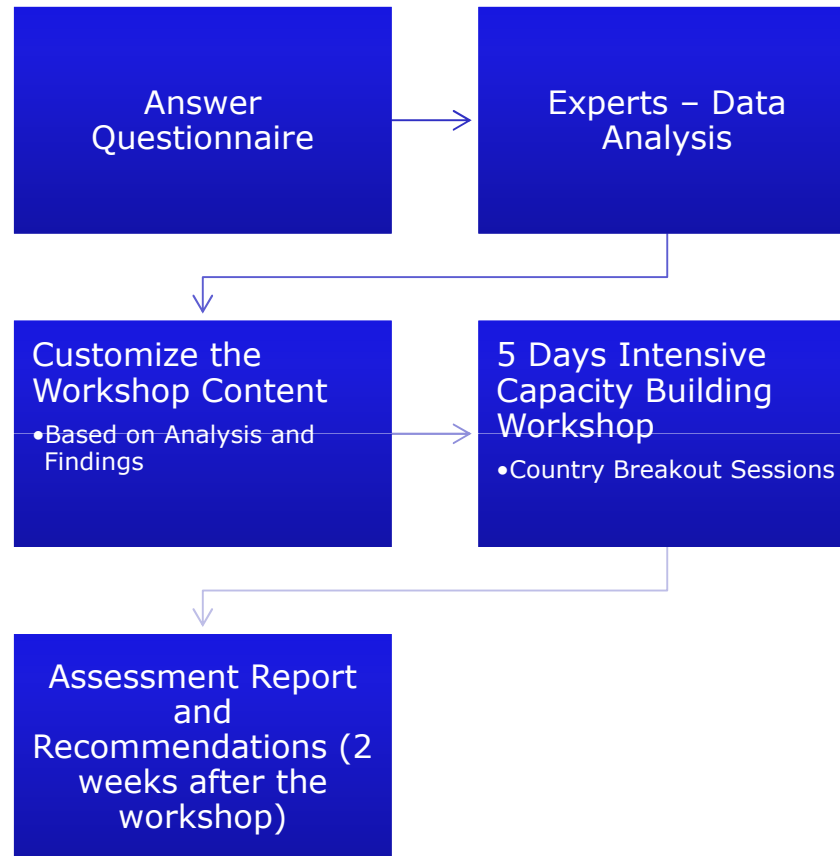 Answer
Questionnaire
Experts – Data
Analysis
Customize the
Workshop Content
•Based on Analysis and
Findings
5 Days Intensive
Capacity Building
Workshop
•Country Breakout Sessions
Assessment Report
and
Recommendations (2
weeks after the
workshop)